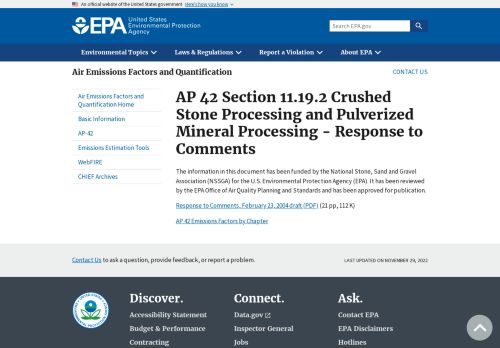 An official website of the United States government Here's how you know
EPA United States
Environmental Protection
Agency
Search EPA.gov
Environmental Topics Laws & Regulations Report a Violation About EPA
Air Emissions Factors and Quantification
CONTACT US
Air Emissions Factors and
Quantification Home
Basic Information
AP-42
Emissions Estimation Tools
WebFIRE
CHIEF Archives
AP 42 Section 11.19.2 Crushed
Stone Processing and Pulverized
Mineral Processing - Response to
Comments
The information in this document has been funded by the National Stone, Sand and Gravel
Association (NSSGA) for the U.S. Environmental Protection Agency (EPA). It has been reviewed
by the EPA Office of Air Quality Planning and Standards and has been approved for publication.
Response to Comments, February 23, 2004 draft (PDF) (21 pp, 112 K)
AP 42 Emissions Factors by Chapter
Contact Us to ask a question, provide feedback, or report a problem.
LAST UPDATED ON NOVEMBER 29, 2022
Discover. Connect. Ask.
Accessibility Statement Data.gov Contact EPA
Budget & Performance Inspector General EPA Disclaimers
Contracting Jobs Hotlines